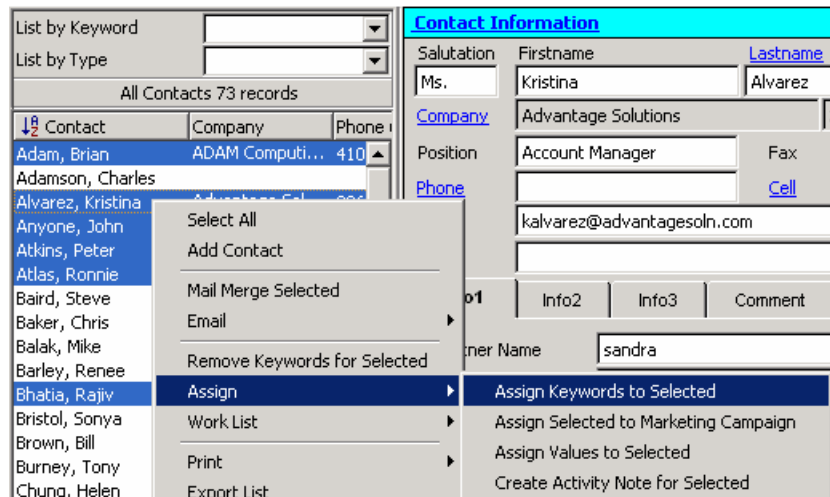 List by Keyword
List by Type
All Contacts 73 records
Contact Company Phone
Adam, Brian ADAM Computi... 410
Adamson, Charles
Alvarez, Kristina
Anyone, John
Atkins, Peter
Atlas, Ronnie
Baird, Steve
Baker, Chris
Balak, Mike
Barley, Renee
Bhatia, Rajiv
Bristol, Sonya
Brown, Bill
Burney, Tony
Chung, Helen
Select All
Add Contact
Mail Merge Selected
Email
Remove Keywords for Selected
Assign
Work List
Print
Export List
Contact Information
Salutation Firstname Lastname
Ms. Kristina Alvarez
Company Advantage Solutions
Position Account Manager Fax
Phone Cell
kalvarez@advantagesoln.com
Info2 Info3 Comment
Name sandra
Assign Keywords to Selected
Assign Selected to Marketing Campaign
Assign Values to Selected
Create Activity Note for Selected